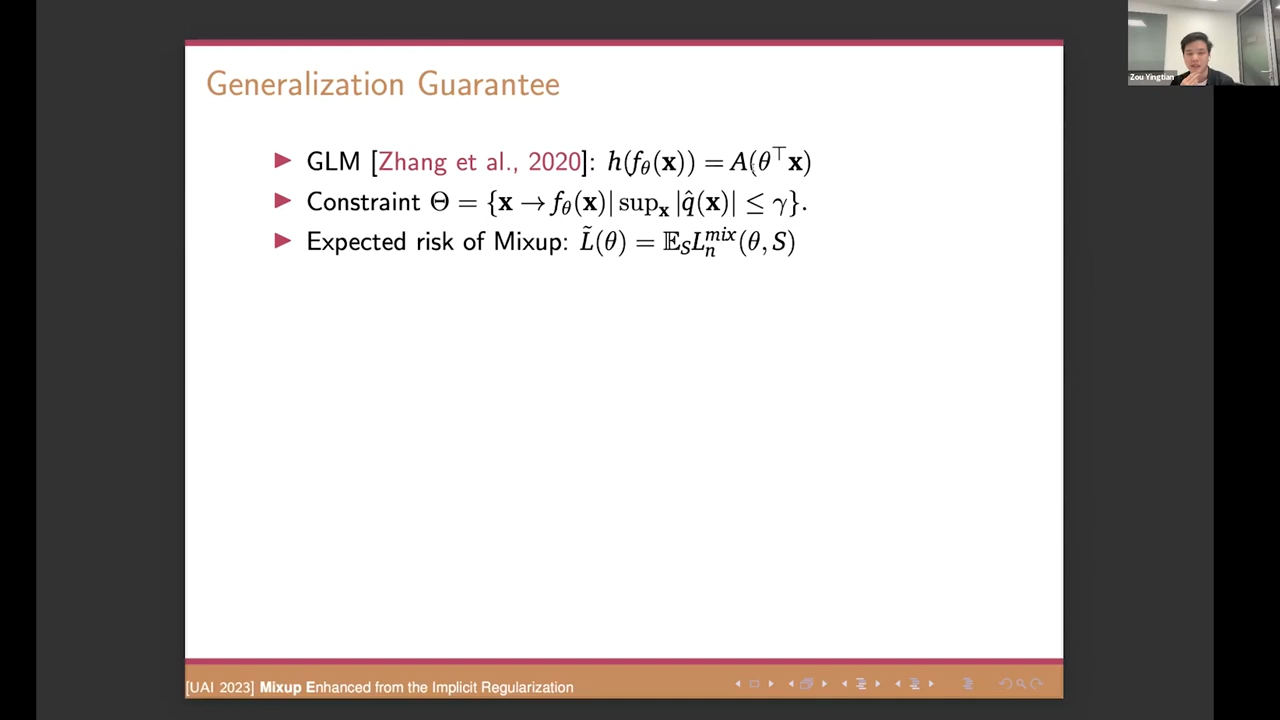 Zou Yingtian
Generalization Guarantee
▶ GLM [Zhang et al., 2020]: h(f_θ(𝐱)) = A(θ^⊤𝐱)
▶ Constraint Θ = {𝐱 → f_θ(𝐱)| sup_𝐱 |q̂(𝐱)| ≤ γ}.
▶ Expected risk of Mixup: L̃(θ) = 𝔼_S L_n^{mix}(θ, S)
[UAI 2023] Mixup Enhanced from the Implicit Regularization